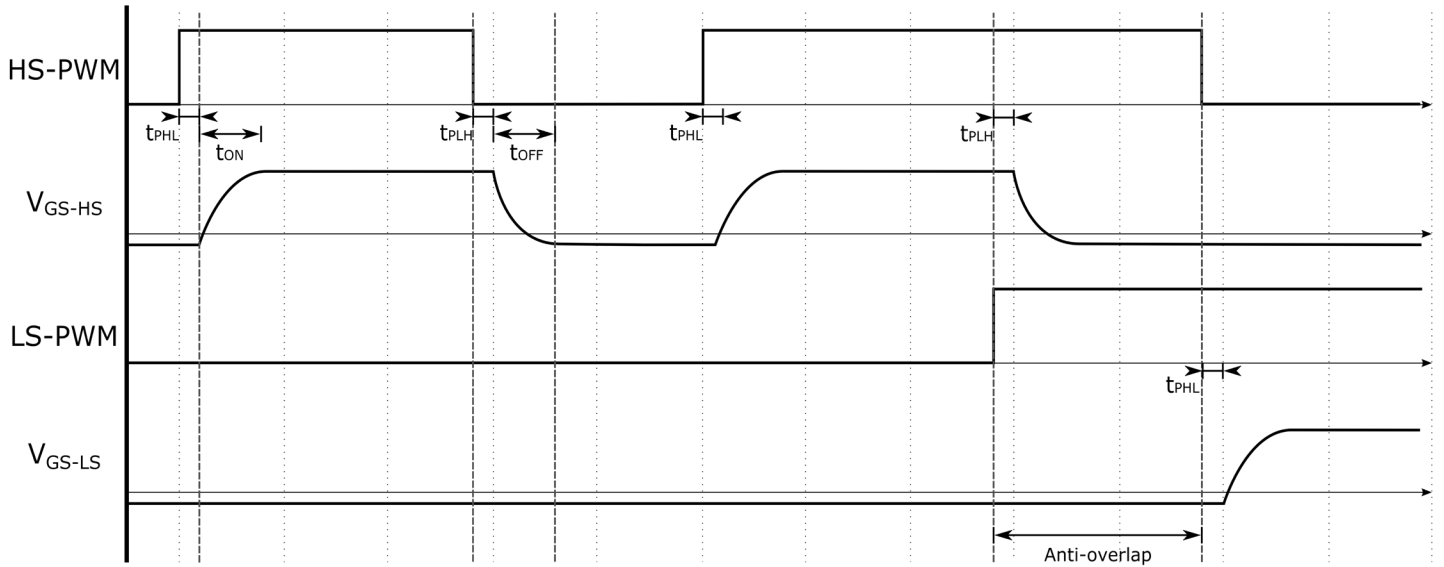 HS-PWM
tPHL
tPLH
tPHL
tPLH
tON
tOFF
VGS-HS
LS-PWM
tPHL
VGS-LS
Anti-overlap